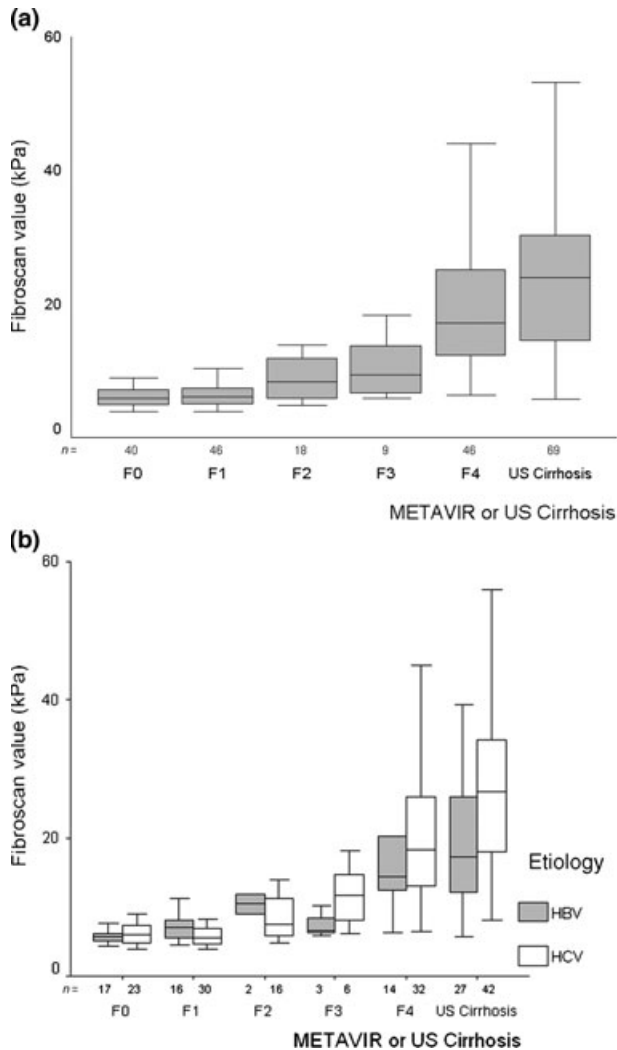 (a)
60
40
20
0
Fibroscan value (kPa)
n = 40 46 18 9 46 69
F0 F1 F2 F3 F4 US Cirrhosis
METAVIR or US Cirrhosis
(b)
60
40
20
0
Fibroscan value (kPa)
Etiology
HBV
HCV
n = 17 23 16 30 2 16 3 6 14 32 27 42
F0 F1 F2 F3 F4 US Cirrhosis
METAVIR or US Cirrhosis